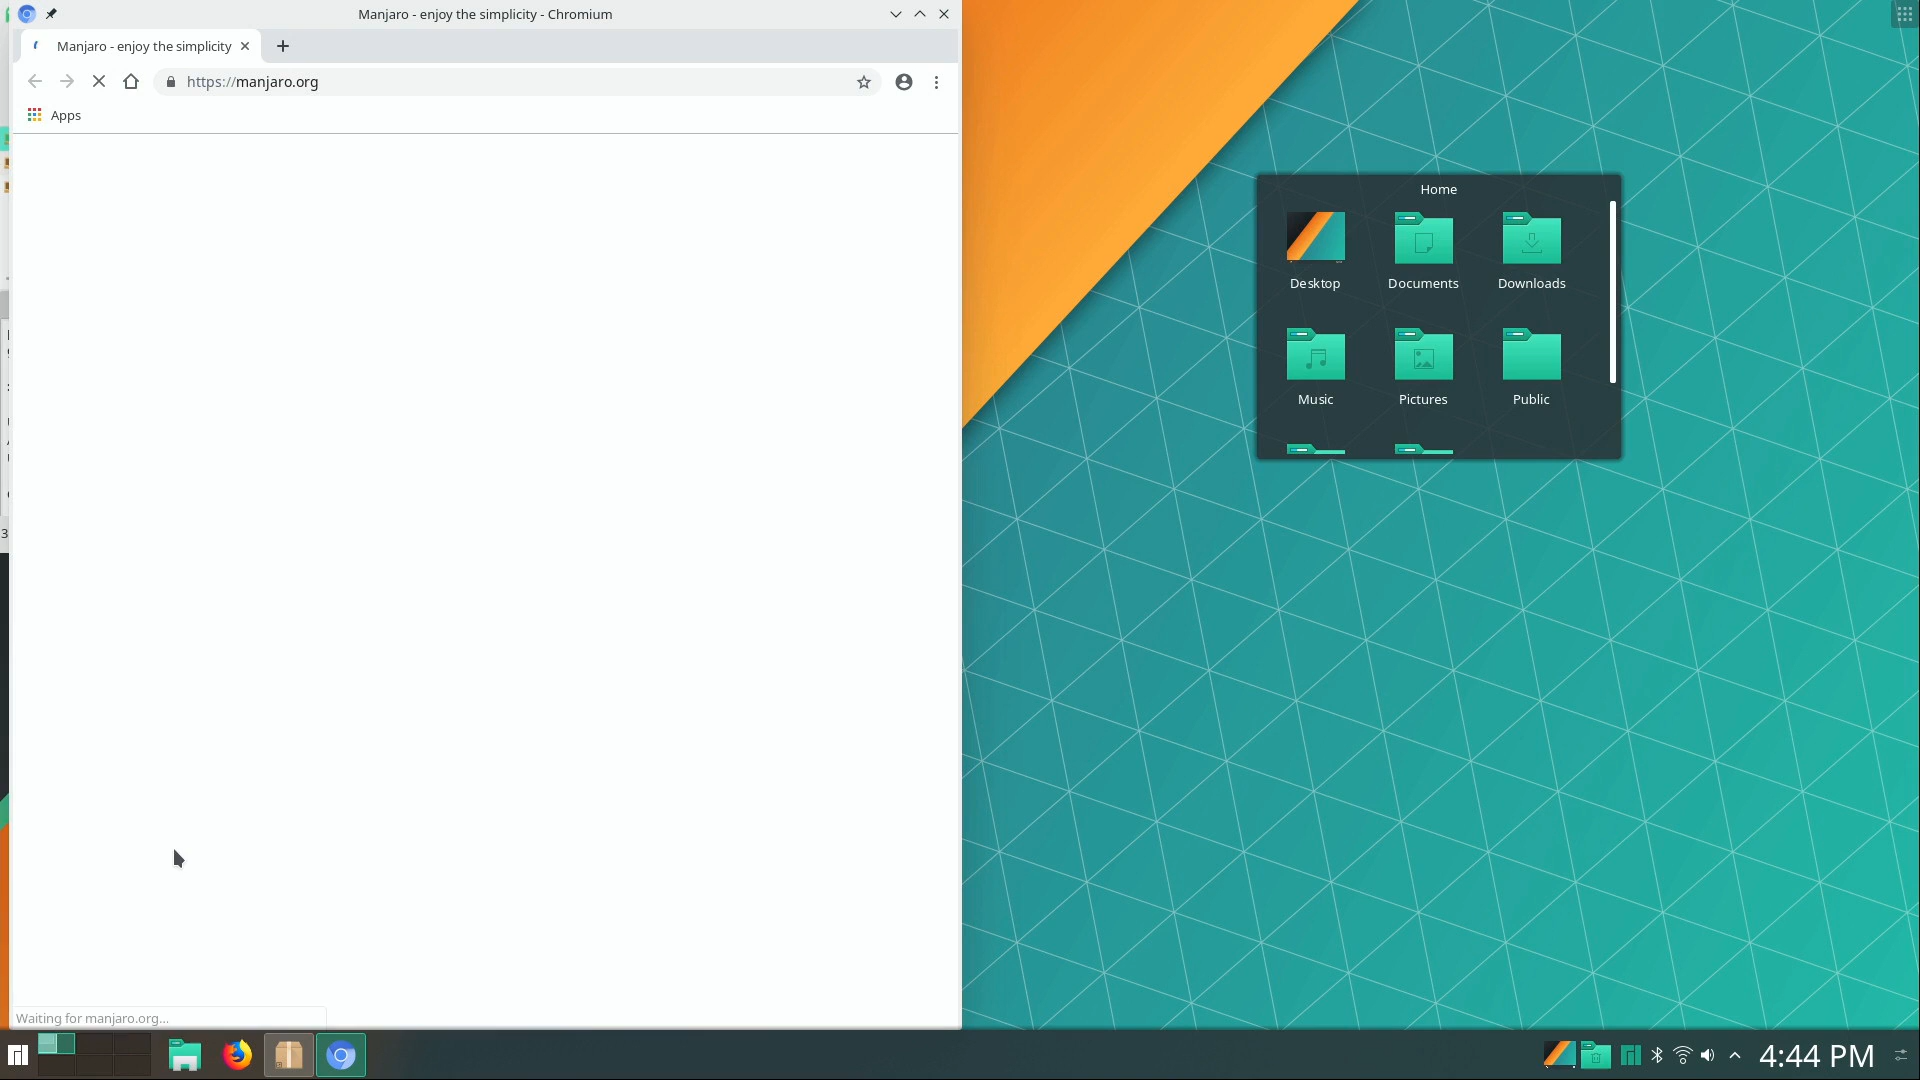 Manjaro - enjoy the simplicity - Chromium
Manjaro - enjoy the simplicity
https://manjaro.org
Apps
Home
Desktop
Documents
Downloads
Music
Pictures
Public
3
Waiting for manjaro.org...
4:44 PM